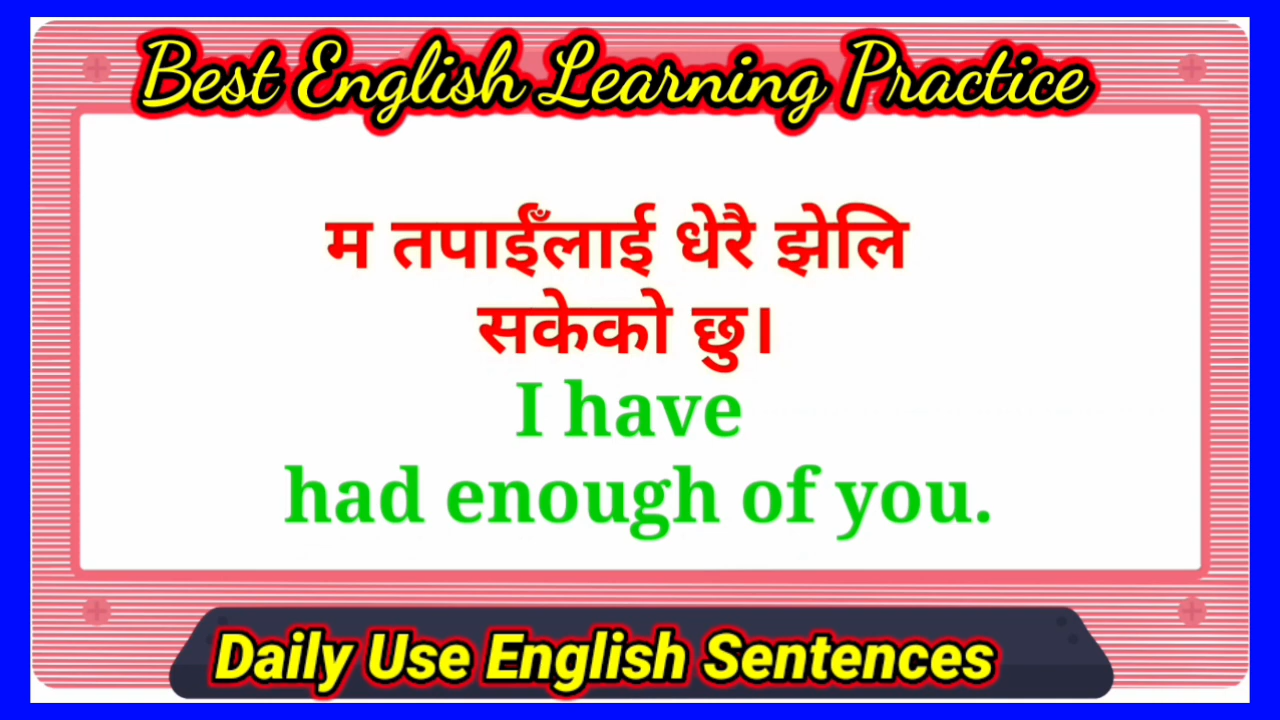 Best English Learning Practice
म तपाईँलाई धेरै झेलि
सकेको छु।
I have
had enough of you.
Daily Use English Sentences